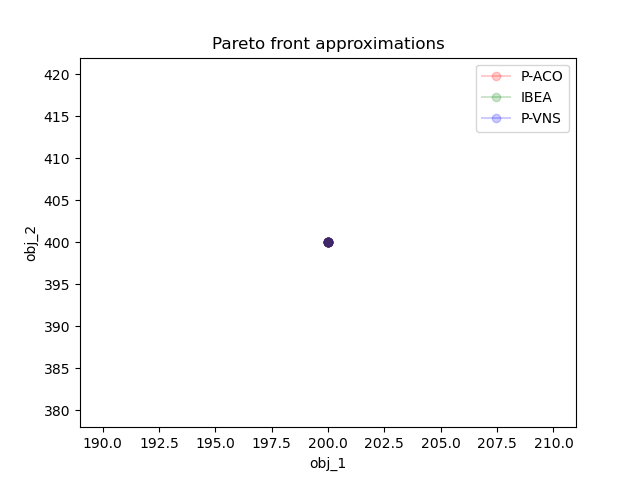 Pareto front approximations
P-ACO
IBEA
P-VNS
obj_2
420
415
410
405
400
395
390
385
380
190.0 192.5 195.0 197.5 200.0 202.5 205.0 207.5 210.0
obj_1